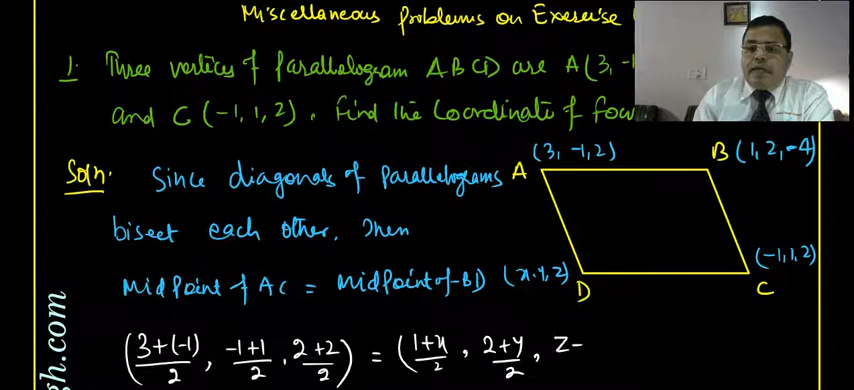 Miscellaneous problems on Exercise
1. Three vertices of Parallelogram ABCD are A(3, -1
and C (-1, 1, 2). Find the Coordinate of four
Soln. Since diagonals of Parallelograms
bisect each other, then
Midpoint of AC = Midpoint of BD
(3+(-1)/2, -1+1/2, 2+2/2) = (1+x/2, 2+y/2, z-
A (3, -1, 2)
B (1, 2, -4)
(x, y, z) D
(-1, 1, 2) C
gh.com